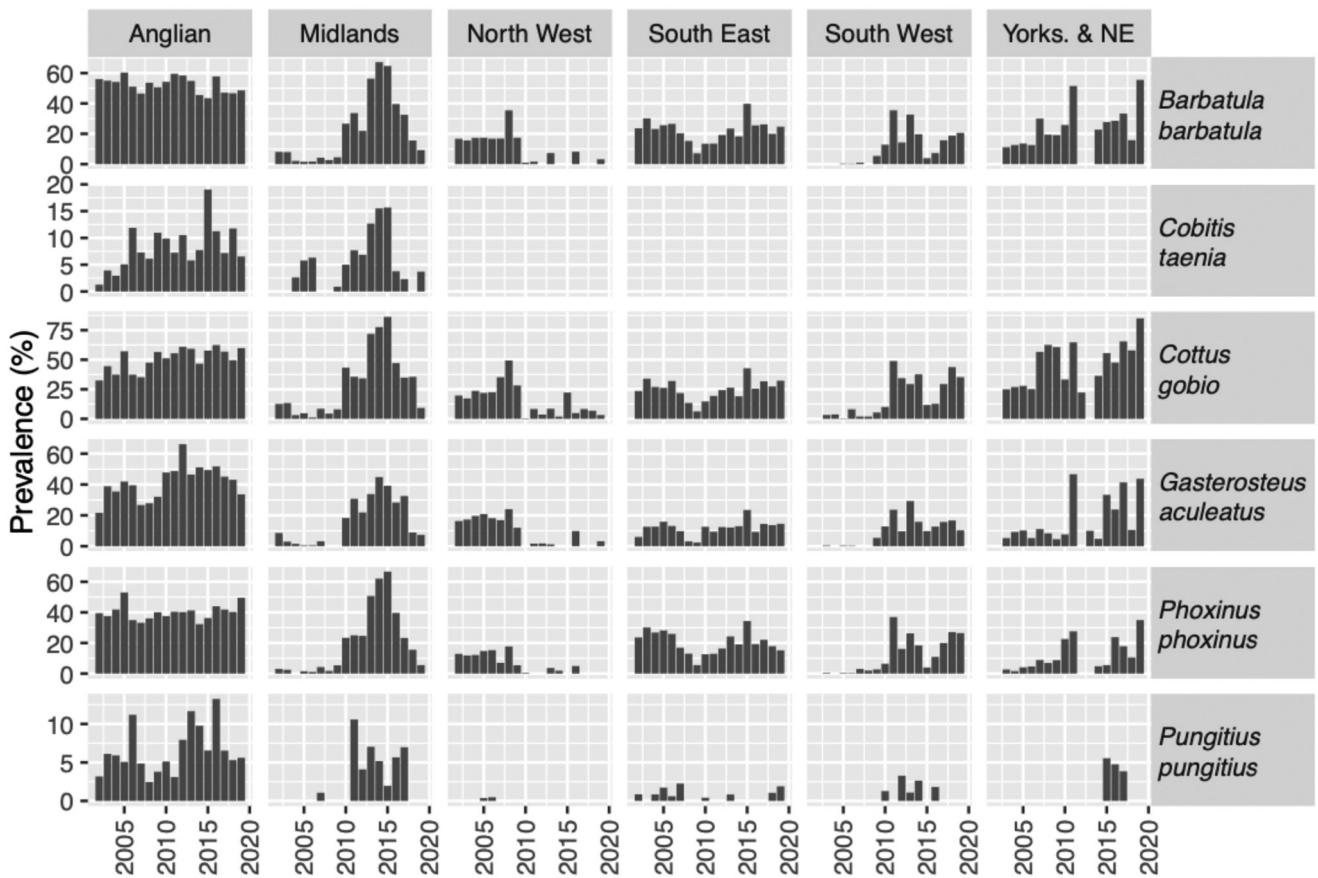 Anglian Midlands North West South East South West Yorks. & NE
Prevalence (%)
60
40
20
0
Barbatula
barbatula
20
15
10
5
0
Cobitis
taenia
75
50
25
0
Cottus
gobio
60
40
20
0
Gasterosteus
aculeatus
60
40
20
0
Phoxinus
phoxinus
10
5
0
Pungitius
pungitius
2005 2010 2015 2020 2005 2010 2015 2020 2005 2010 2015 2020 2005 2010 2015 2020 2005 2010 2015 2020 2005 2010 2015 2020